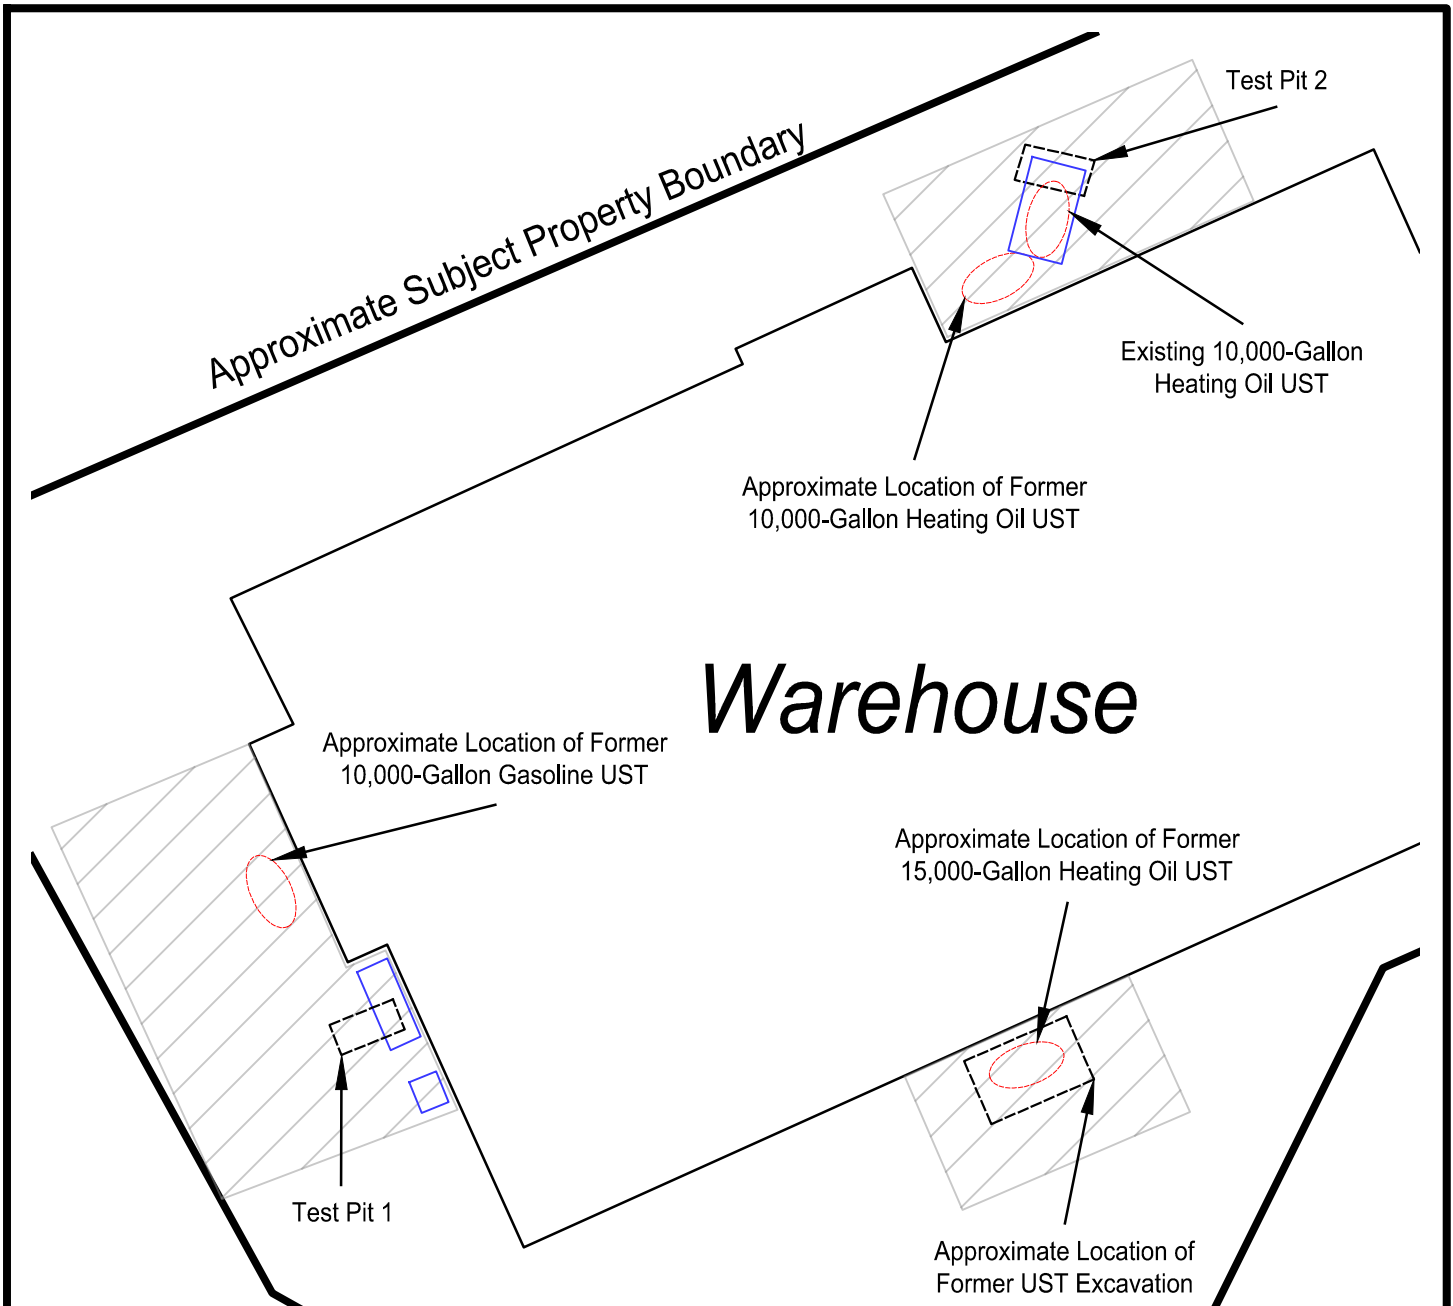 Test Pit 2
Approximate Subject Property Boundary
Existing 10,000-Gallon
Heating Oil UST
Approximate Location of Former
10,000-Gallon Heating Oil UST
Warehouse
Approximate Location of Former
10,000-Gallon Gasoline UST
Approximate Location of Former
15,000-Gallon Heating Oil UST
Test Pit 1
Approximate Location of
Former UST Excavation